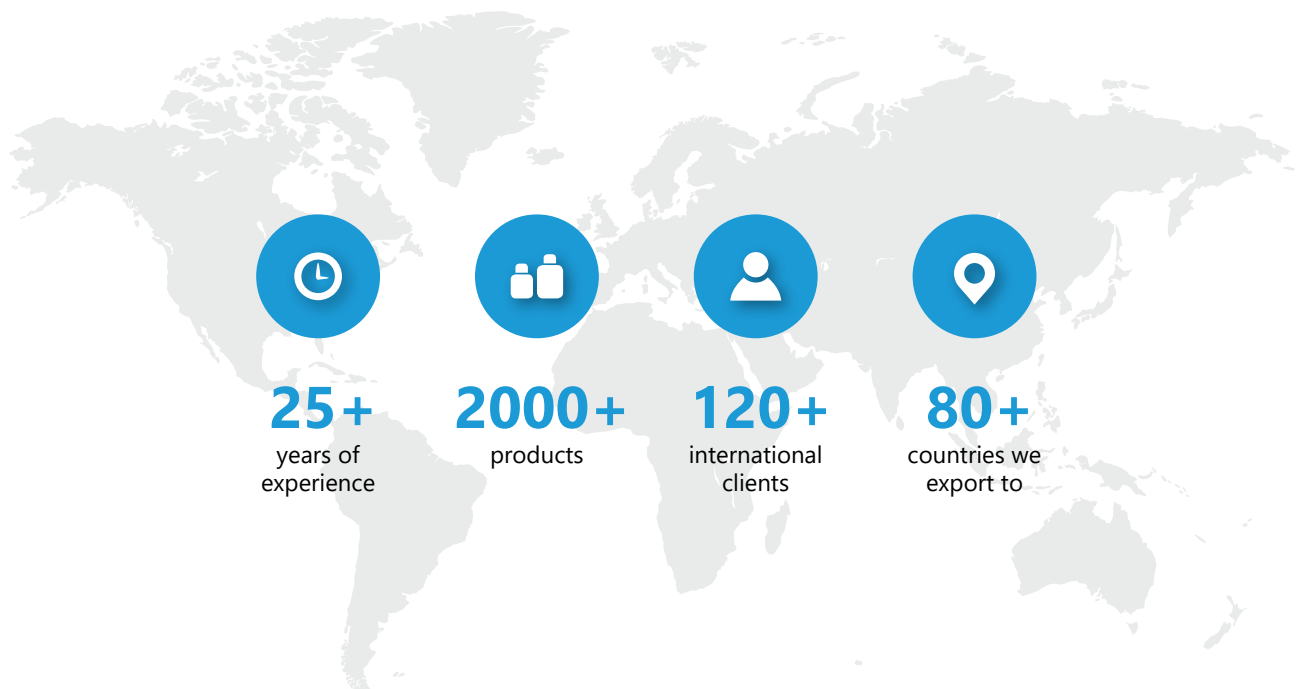 25+
years of
experience
2000+
products
120+
international
clients
80+
countries we
export to